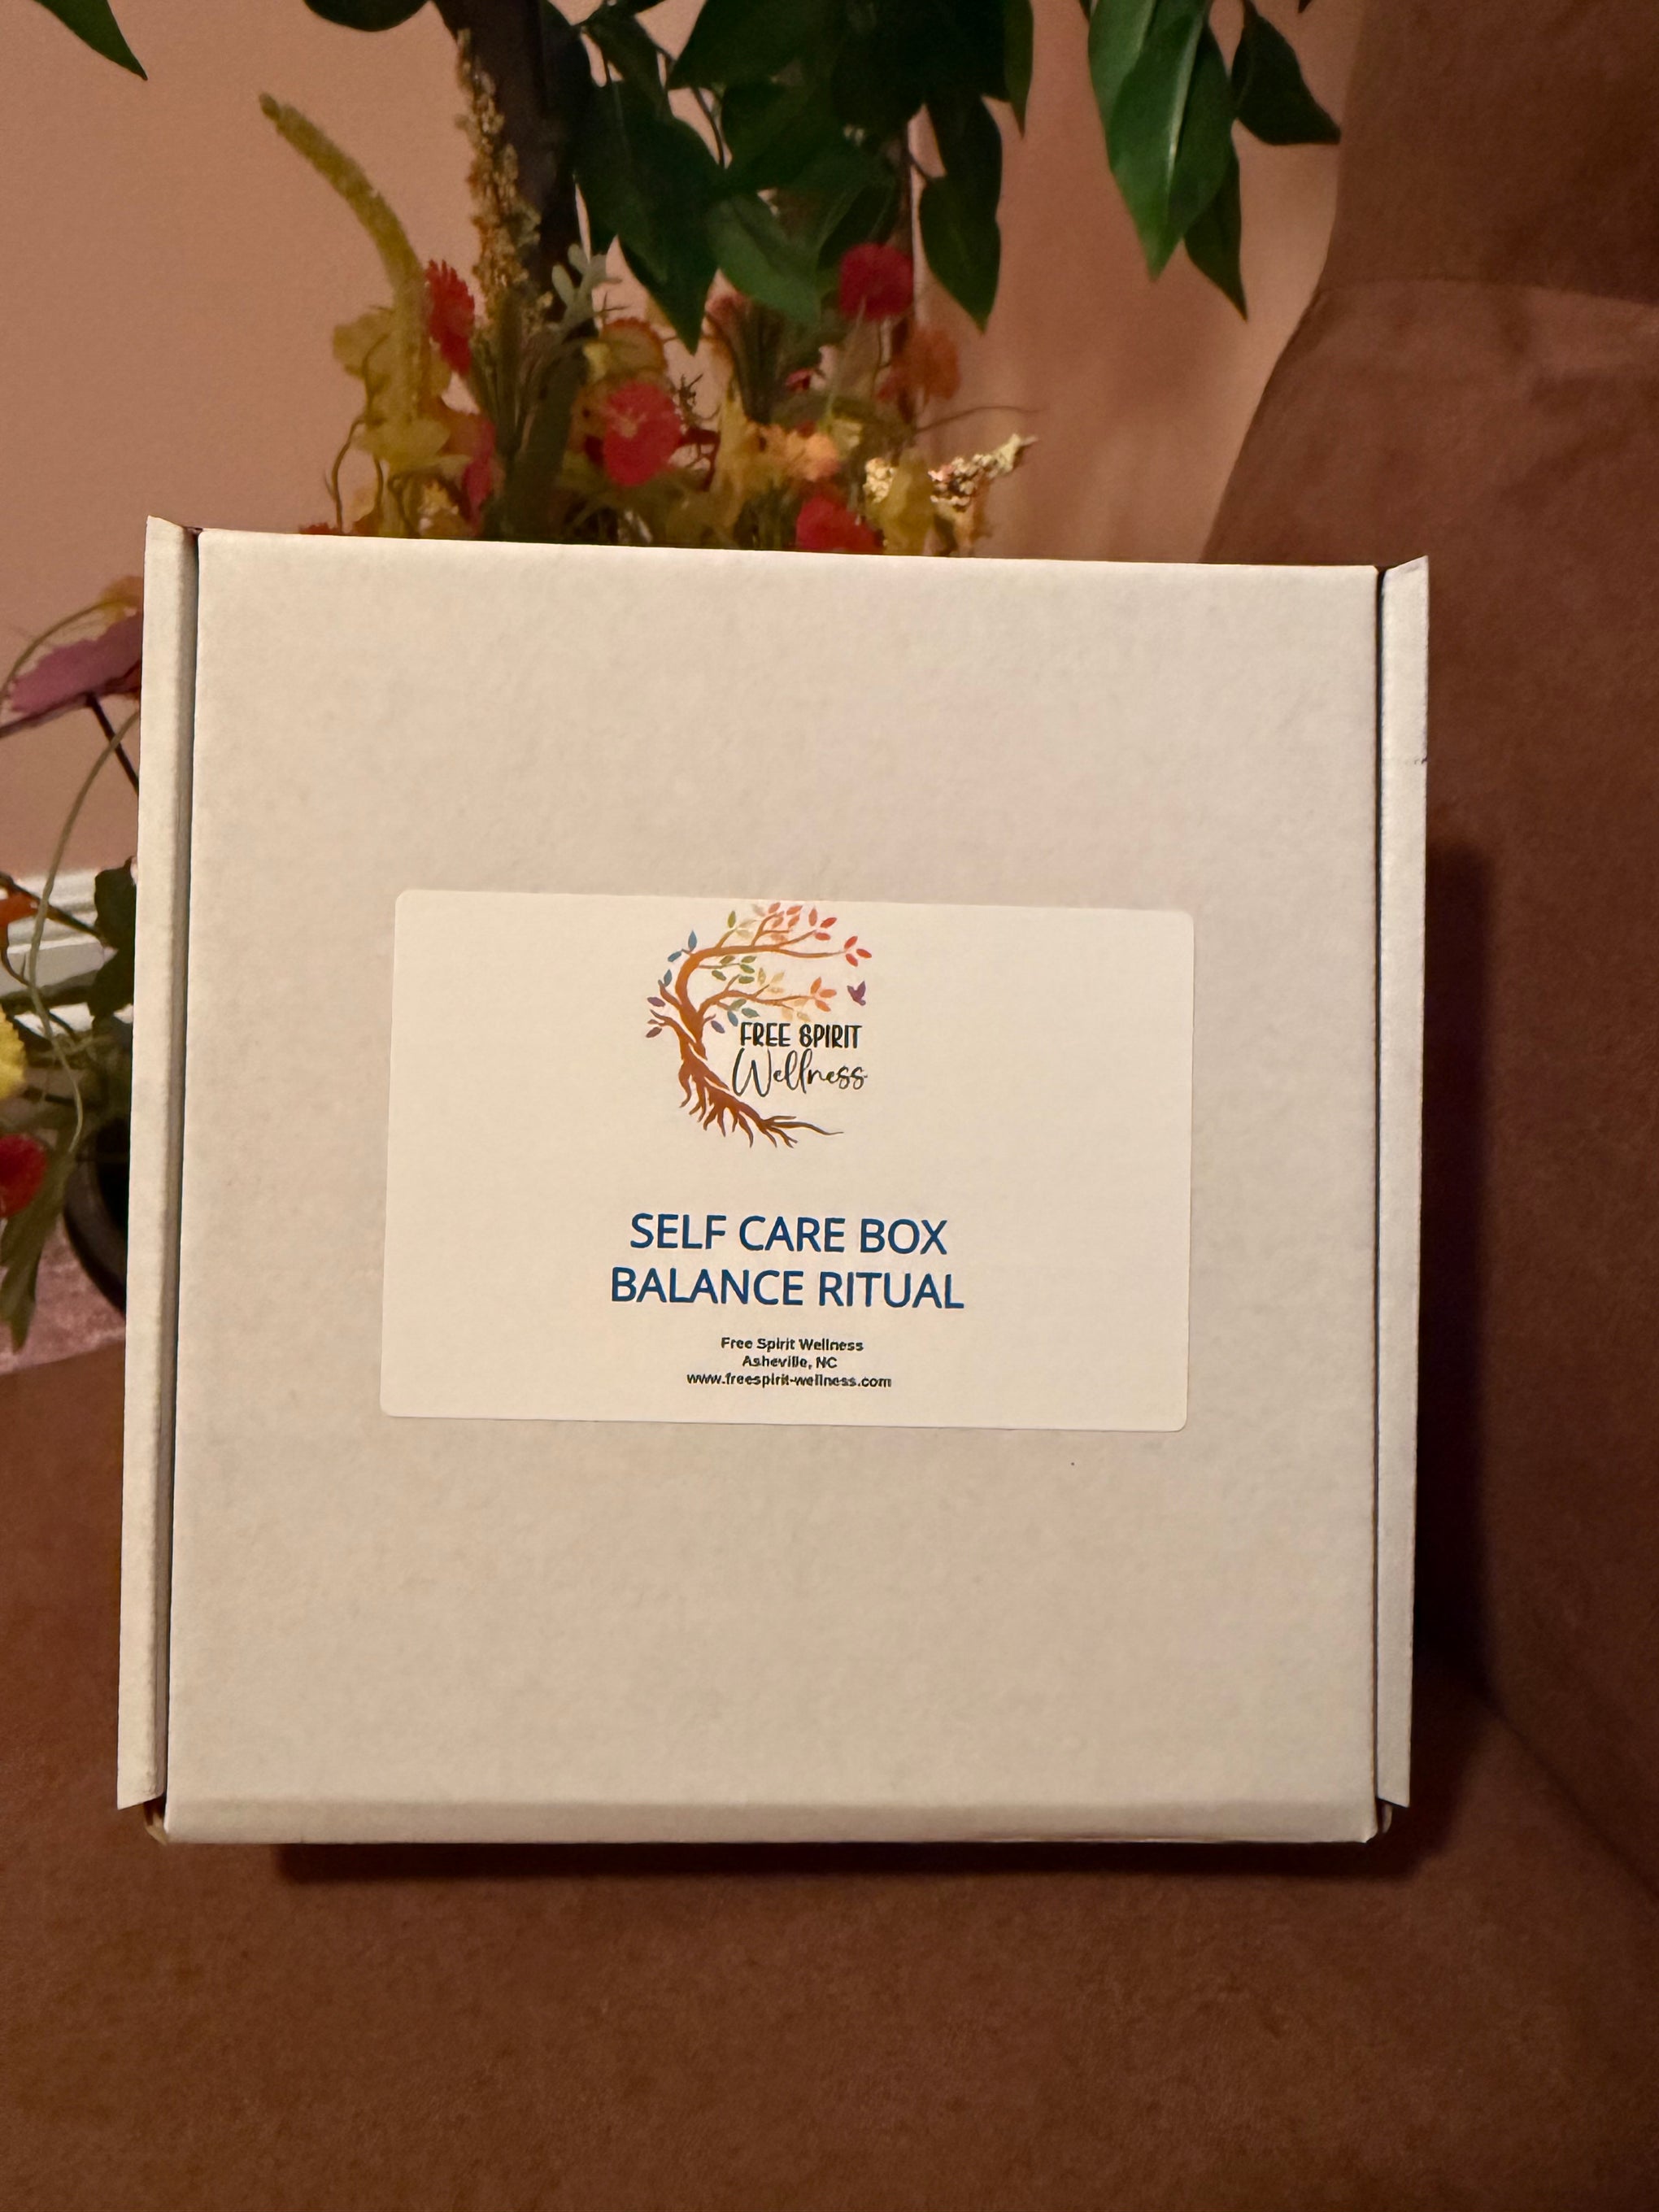 FREE SPIRIT
Wellness
SELF CARE BOX
BALANCE RITUAL
Free Spirit Wellness
Asheville, NC
www.freespirit-wellness.com